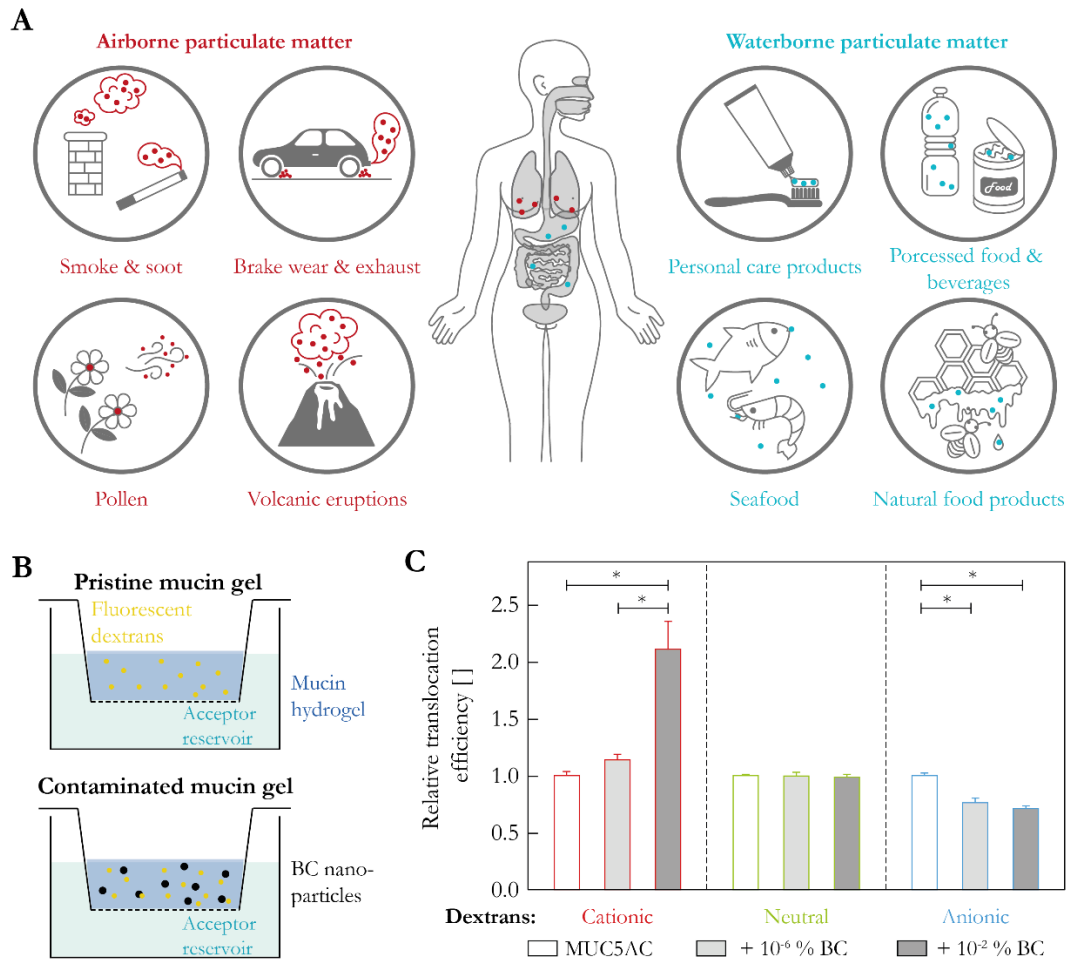 A
Airborne particulate matter
Waterborne particulate matter
Food
Smoke & soot
Brake wear & exhaust
Personal care products
Porcessed food &
beverages
Pollen
Volcanic eruptions
Seafood
Natural food products
B
Pristine mucin gel
Fluorescent
dextrans
Mucin
hydrogel
Acceptor
reservoir
Contaminated mucin gel
BC nano-
particles
Acceptor
reservoir
C
Relative translocation
efficiency [ ]
2.5
2.0
1.5
1.0
0.5
0.0
*
*
*
*
Dextrans: Cationic Neutral Anionic
MUC5AC + 10⁻⁶ % BC + 10⁻² % BC